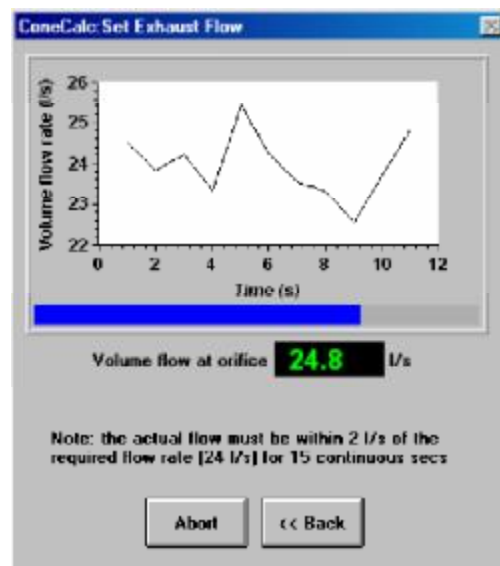 ConeCalc:Set Exhaust Flow
Volume flow rate (l/s)
26
25
24
23
22
0 2 4 6 8 10 12
Time (s)
Volume flow at orifice 24.8 l/s
Note: the actual flow must be within 2 l/s of the
required flow rate [24 l/s] for 15 continuous secs
Abort << Back